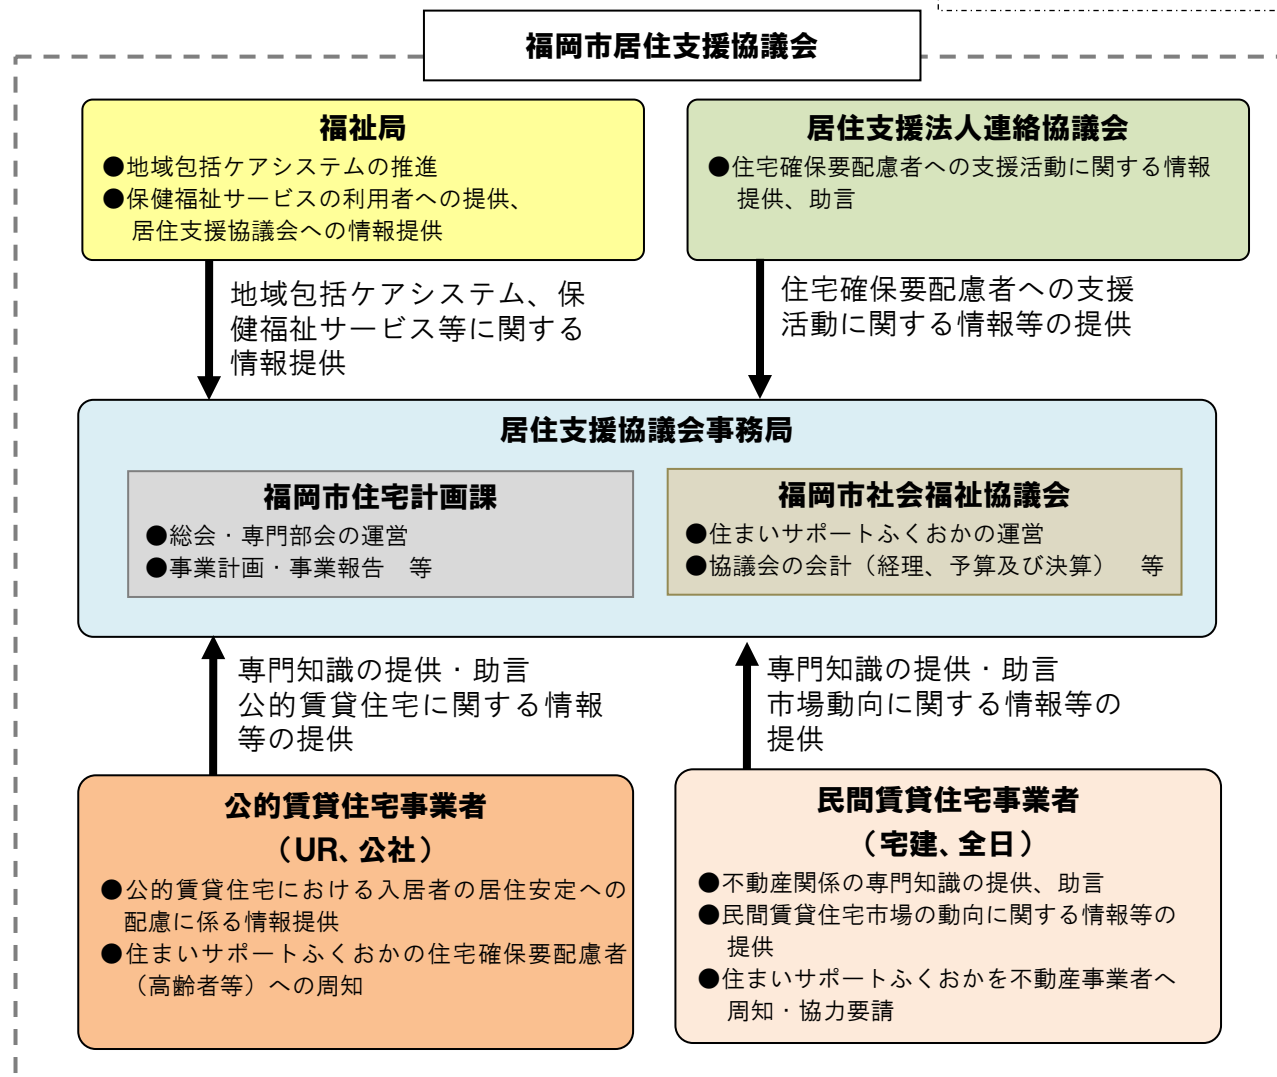 福岡市居住支援協議会
福祉局
●地域包括ケアシステムの推進
●保健福祉サービスの利用者への提供、
居住支援協議会への情報提供
居住支援法人連絡協議会
●住宅確保要配慮者への支援活動に関する情報
提供、助言
地域包括ケアシステム、保
健福祉サービス等に関する
情報提供
住宅確保要配慮者への支援
活動に関する情報等の提供
居住支援協議会事務局
福岡市住宅計画課
●総会・専門部会の運営
●事業計画・事業報告　等
福岡市社会福祉協議会
●住まいサポートふくおかの運営
●協議会の会計（経理、予算及び決算）　等
専門知識の提供・助言
公的賃貸住宅に関する情報
等の提供
専門知識の提供・助言
市場動向に関する情報等の
提供
公的賃貸住宅事業者
（UR、公社）
●公的賃貸住宅における入居者の居住安定への
配慮に係る情報提供
●住まいサポートふくおかの住宅確保要配慮者
（高齢者等）への周知
民間賃貸住宅事業者
（宅建、全日）
●不動産関係の専門知識の提供、助言
●民間賃貸住宅市場の動向に関する情報等の
提供
●住まいサポートふくおかを不動産事業者へ
周知・協力要請